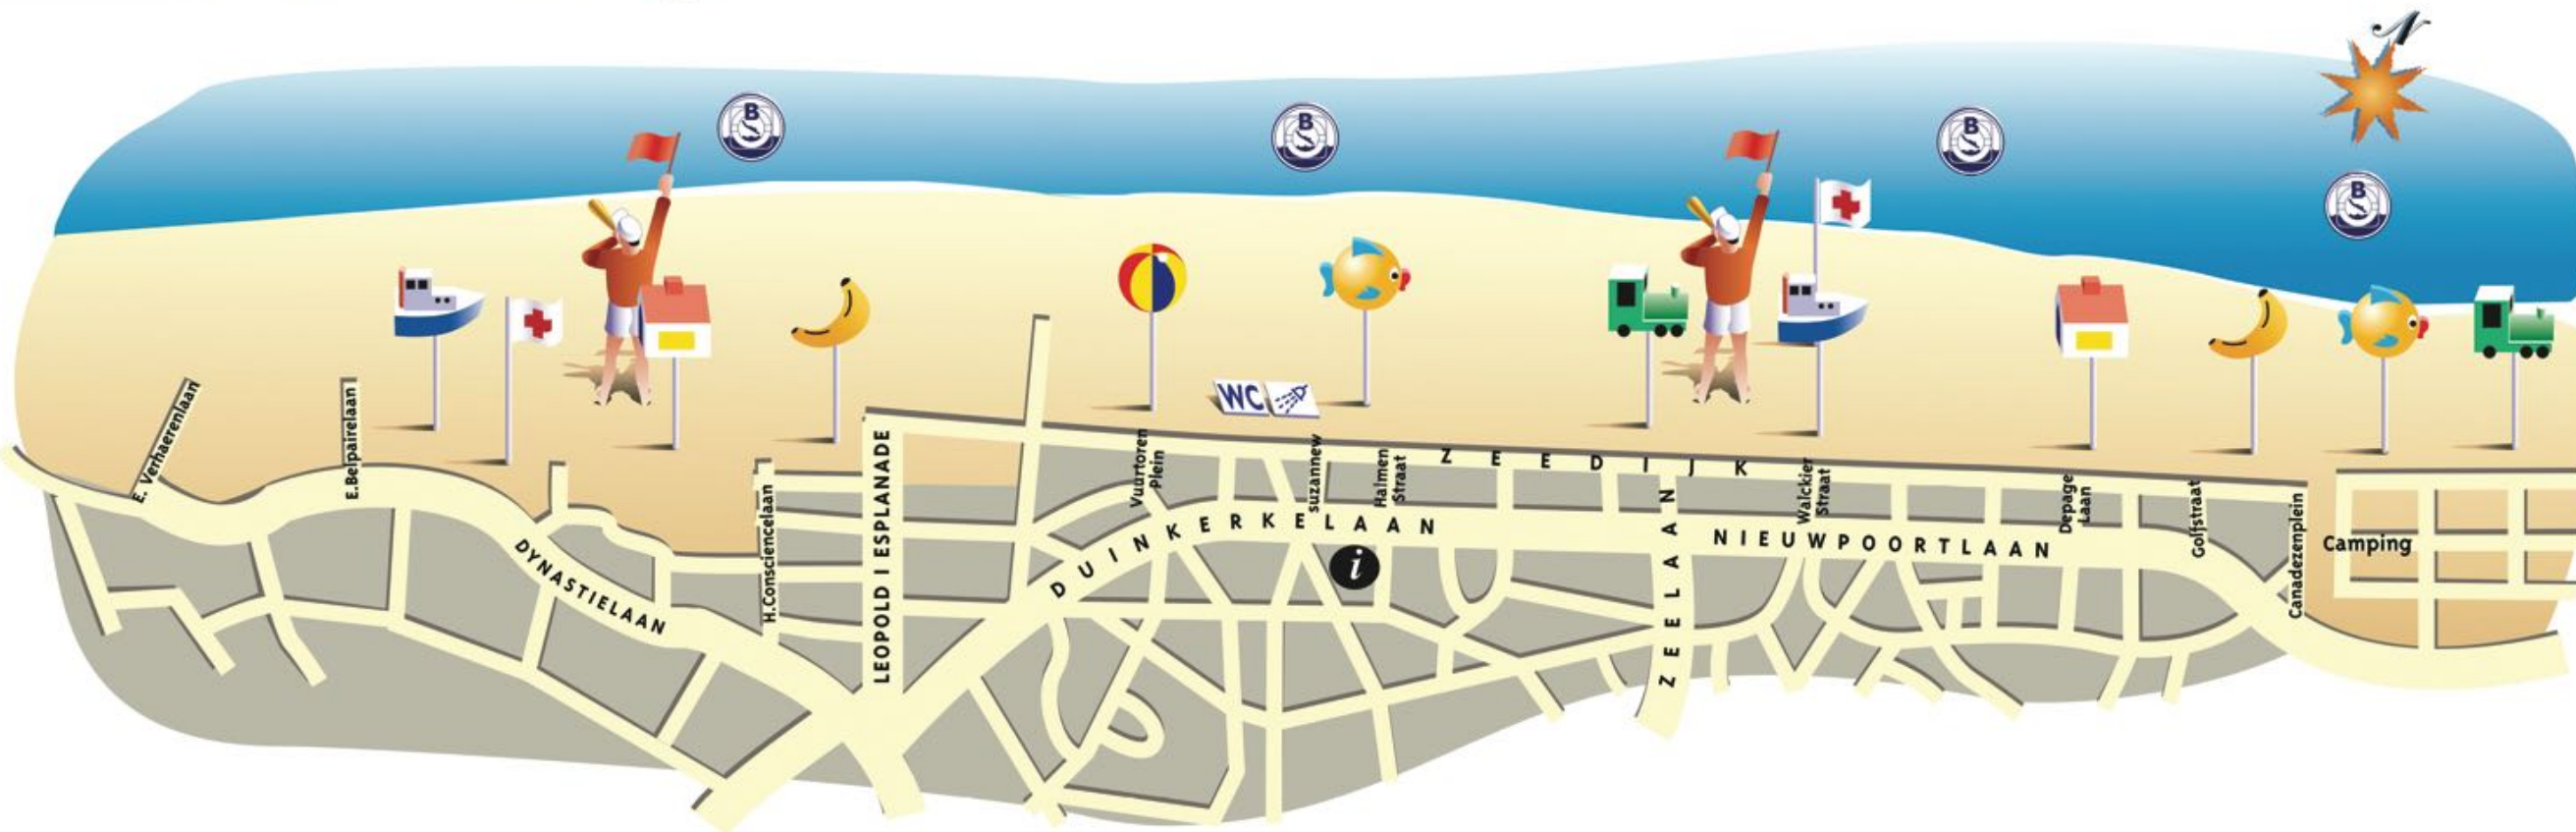 N
B
B
B
B
WC
E. Verhaerenlaan
E.Belpairelaan
DYNASTIELAAN
H.Consciencelaan
LEOPOLD I ESPLANADE
DUINKERKELAAN
Vuurtoren
Plein
suzannew
Halmen
Straat
ZEEDIJK
i
ZEELAAN
Walckier
Straat
NIEUWPOORTLAAN
Depage
Laan
Golfstraat
Canadezenplein
Camping